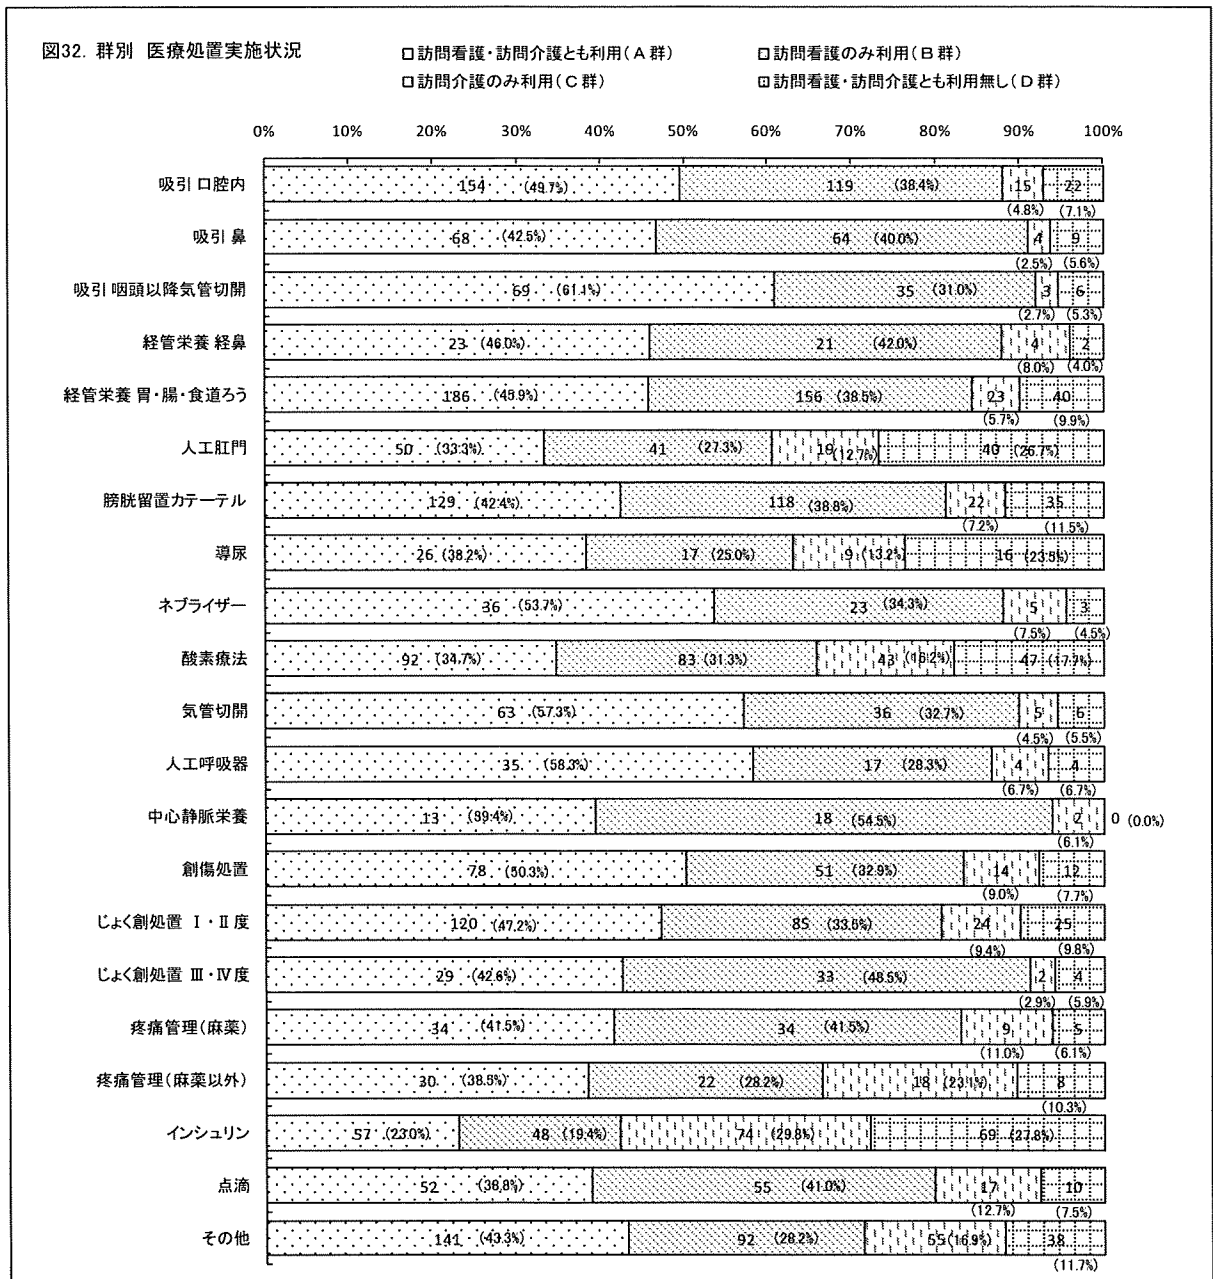 図32. 群別 医療処置実施状況
訪問看護・訪問介護とも利用(A群) 訪問看護のみ利用(B群)
訪問介護のみ利用(C群) 訪問看護・訪問介護とも利用無し(D群)
0% 10% 20% 30% 40% 50% 60% 70% 80% 90% 100%
吸引 口腔内 154 (49.7%) 119 (38.4%) 15 22
(4.8%) (7.1%)
吸引 鼻 68 (42.5%) 64 (40.0%) 4 9
(2.5%) (5.6%)
吸引 咽頭以降気管切開 69 (61.1%) 35 (31.0%) 3 6
(2.7%) (5.3%)
経管栄養 経鼻 23 (46.0%) 21 (42.0%) 4 2
(8.0%) (4.0%)
経管栄養 胃・腸・食道ろう 186 (45.9%) 156 (38.5%) 23 40
(5.7%) (9.9%)
人工肛門 50 (33.3%) 41 (27.3%) 19 (12.7%) 40 (26.7%)
膀胱留置カテーテル 129 (42.4%) 118 (38.8%) 22 35
(7.2%) (11.5%)
導尿 26 (38.2%) 17 (25.0%) 9 (13.2%) 16 (23.5%)
ネブライザー 36 (53.7%) 23 (34.3%) 5 3
(7.5%) (4.5%)
酸素療法 92 (34.7%) 83 (31.3%) 43 (16.2%) 47 (17.7%)
気管切開 63 (57.3%) 36 (32.7%) 5 6
(4.5%) (5.5%)
人工呼吸器 35 (58.3%) 17 (28.3%) 4 4
(6.7%) (6.7%)
中心静脈栄養 13 (39.4%) 18 (54.5%) 2 0 (0.0%)
(6.1%)
創傷処置 78 (50.3%) 51 (32.9%) 14 12
(9.0%) (7.7%)
じょく創処置 Ⅰ・Ⅱ度 120 (47.2%) 85 (33.5%) 24 25
(9.4%) (9.8%)
じょく創処置 Ⅲ・Ⅳ度 29 (42.6%) 33 (48.5%) 2 4
(2.9%) (5.9%)
疼痛管理(麻薬) 34 (41.5%) 34 (41.5%) 9 5
(11.0%) (6.1%)
疼痛管理(麻薬以外) 30 (38.5%) 22 (28.2%) 18 (23.1%) 8
(10.3%)
インシュリン 57 (23.0%) 48 (19.4%) 74 (29.8%) 69 (27.8%)
点滴 52 (38.8%) 55 (41.0%) 17 10
(12.7%) (7.5%)
その他 141 (43.3%) 92 (28.2%) 55 (16.9%) 38
(11.7%)